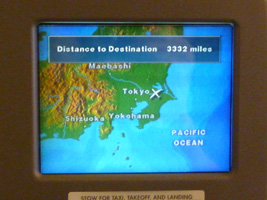 Distance to Destination 3332 miles
Maebashi
Tokyo
Shizuoka Yokohama
PACIFIC
OCEAN
STOW FOR TAXI, TAKEOFF, AND LANDING